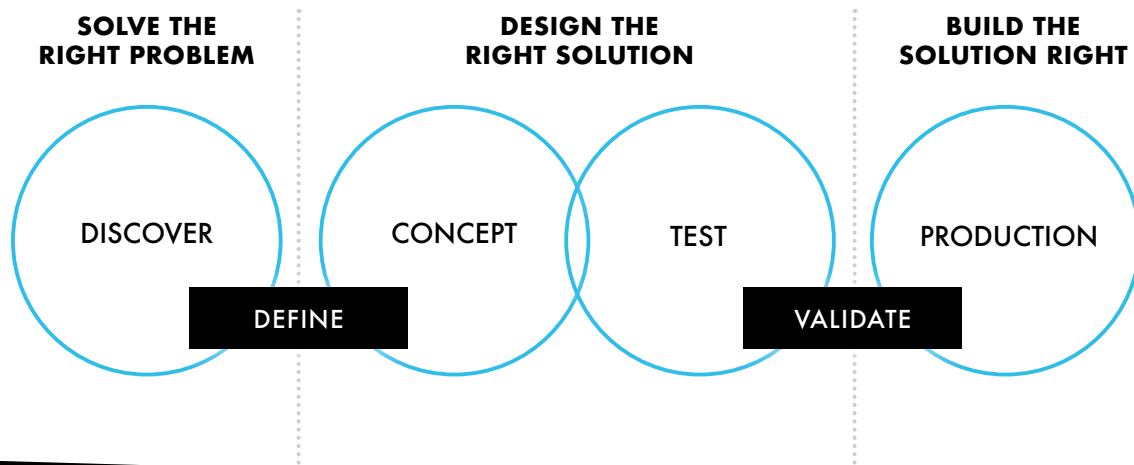 SOLVE THE
RIGHT PROBLEM
DESIGN THE
RIGHT SOLUTION
BUILD THE
SOLUTION RIGHT
DISCOVER
CONCEPT
TEST
PRODUCTION
DEFINE
VALIDATE